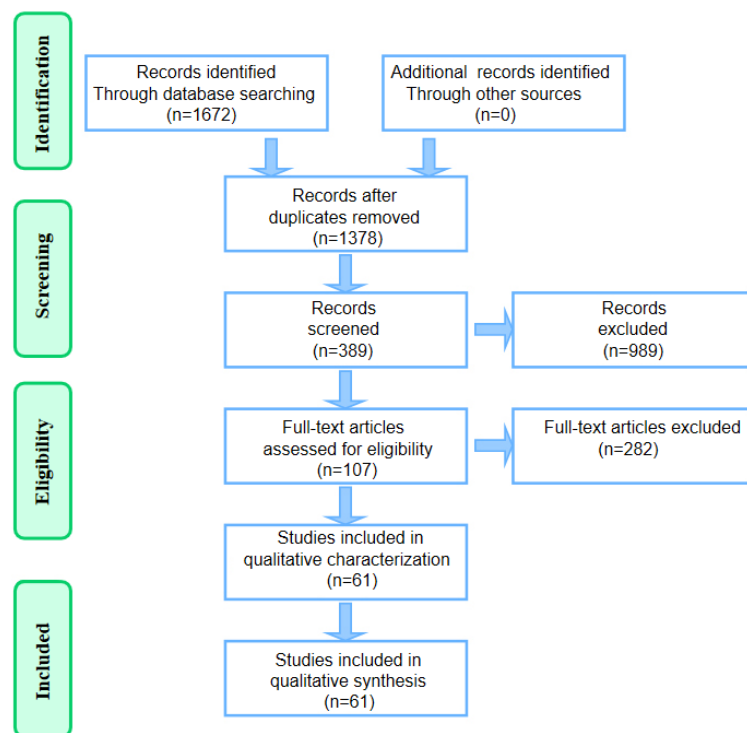 Identification
Records identified
Through database searching
(n=1672)
Additional records identified
Through other sources
(n=0)
Records after
duplicates removed
(n=1378)
Screening
Records
screened
(n=389)
Records
excluded
(n=989)
Eligibility
Full-text articles
assessed for eligibility
(n=107)
Full-text articles excluded
(n=282)
Studies included in
qualitative characterization
(n=61)
Included
Studies included in
qualitative synthesis
(n=61)